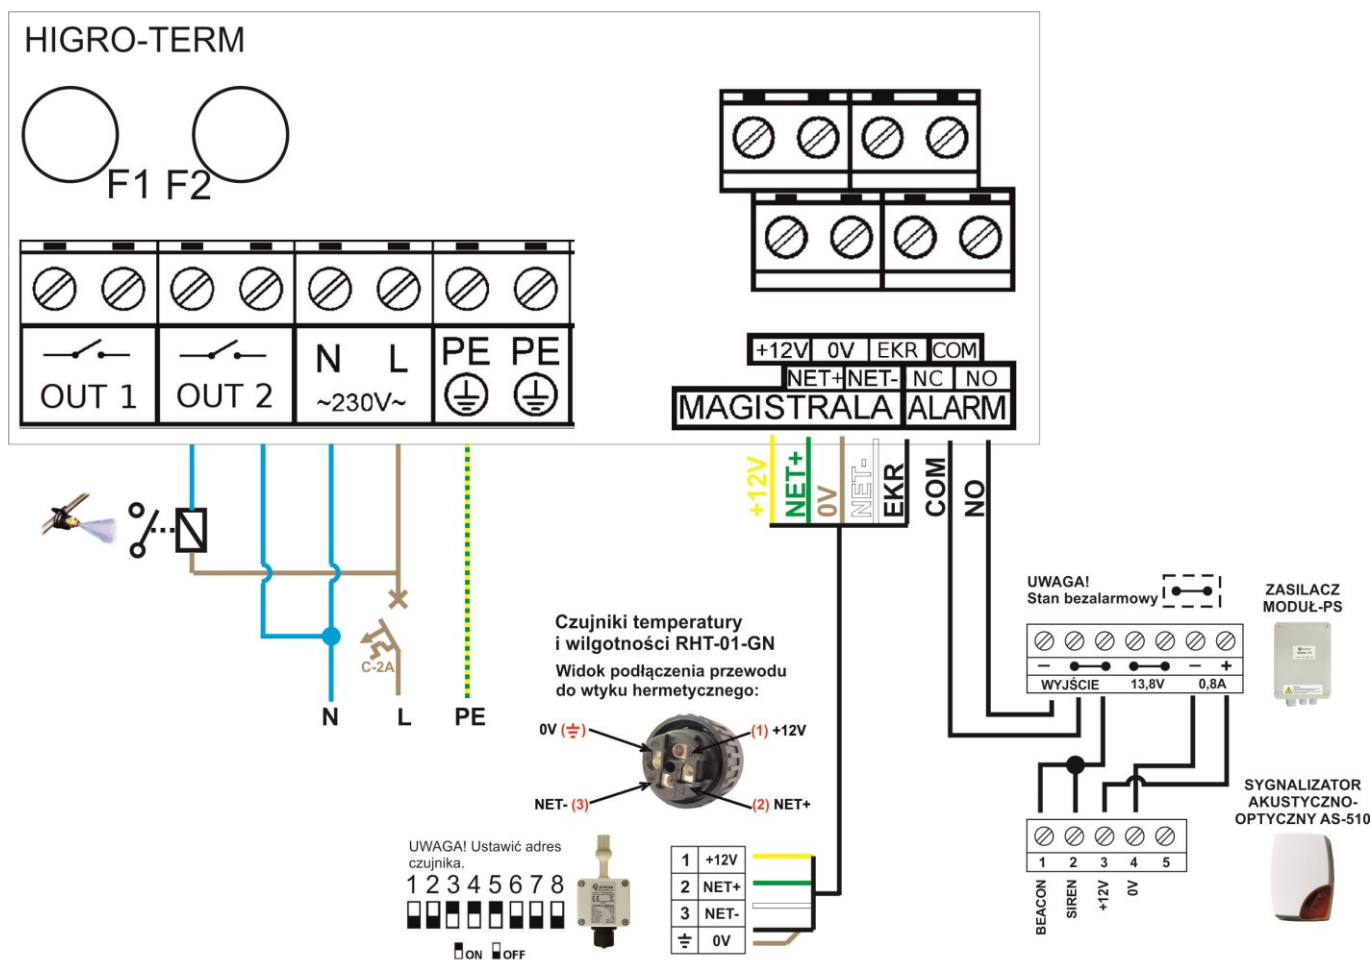 HIGRO-TERM
F1 F2
OUT 1
OUT 2
N L
~230V~
PE PE
+12V 0V EKR COM
NET+ NET- NC NO
MAGISTRALA ALARM
+12V
NET+
0V
NET-
EKR
COM
NO
C-2A
N L PE
Czujniki temperatury
i wilgotności RHT-01-GN
Widok podłączenia przewodu
do wtyku hermetycznego:
0V
(1) +12V
NET- (3)
(2) NET+
UWAGA! Ustawić adres
czujnika.
1 2 3 4 5 6 7 8
ON OFF
1 +12V
2 NET+
3 NET-
0V
UWAGA!
Stan bezalarmowy
ZASILACZ
MODUŁ-PS
− − +
WYJŚCIE 13,8V 0,8A
SYGNALIZATOR
AKUSTYCZNO-
OPTYCZNY AS-510
1 2 3 4 5
BEACON
SIREN
+12V
0V